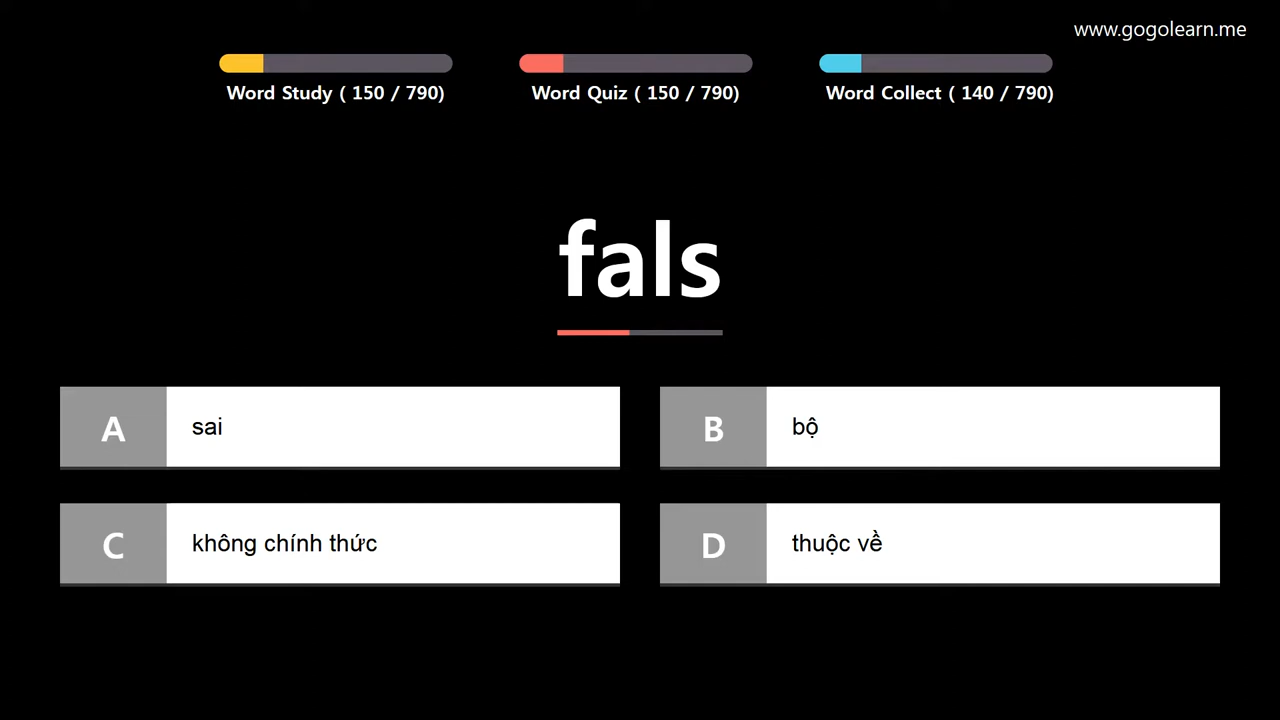 www.gogolearn.me
Word Study ( 150 / 790)
Word Quiz ( 150 / 790)
Word Collect ( 140 / 790)
fals
A sai
B bộ
C không chính thức
D thuộc về